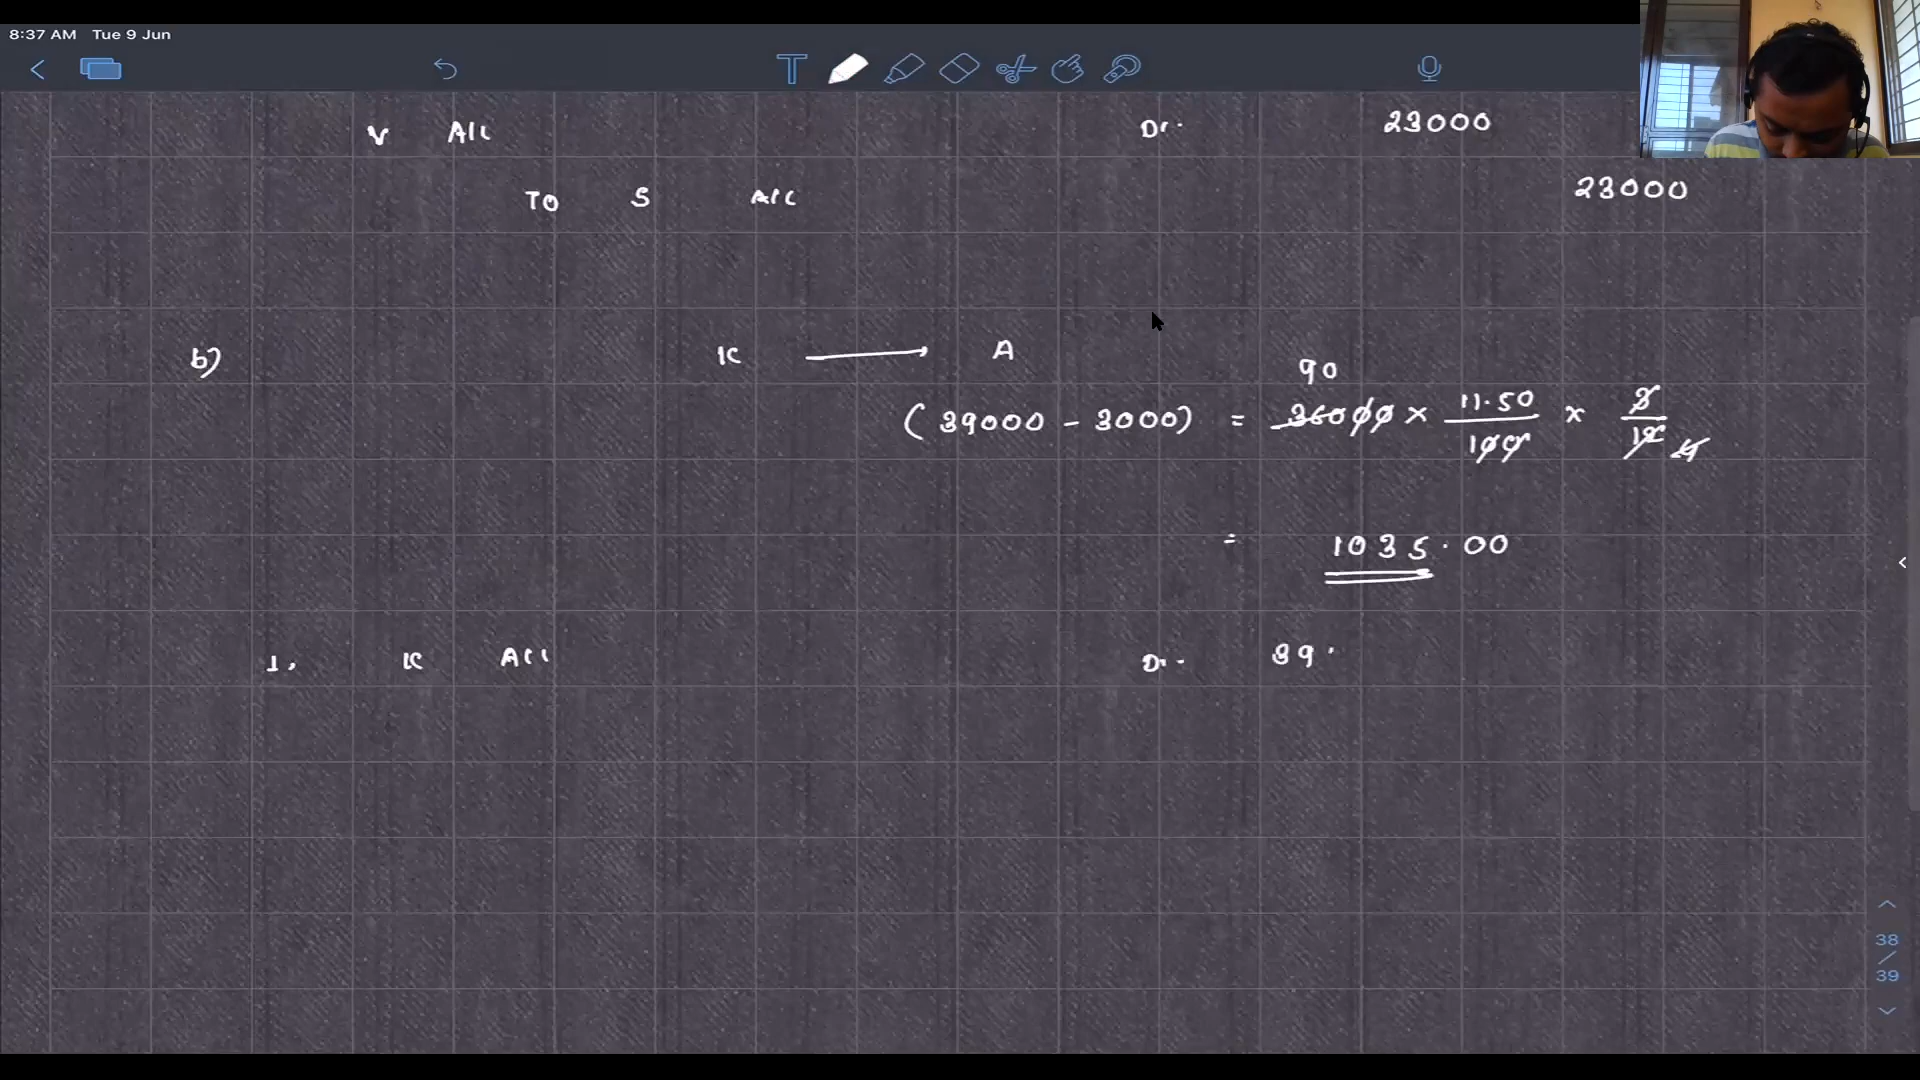 8:37 AM Tue 9 Jun
V A/c Dr. 23000
To S A/c 23000
b) K → A
90
(39000 - 3000) = 36000 × 11.50/100 × 3/12 4
= 1035.00
1. K A/c Dr. 39.
38
/
39